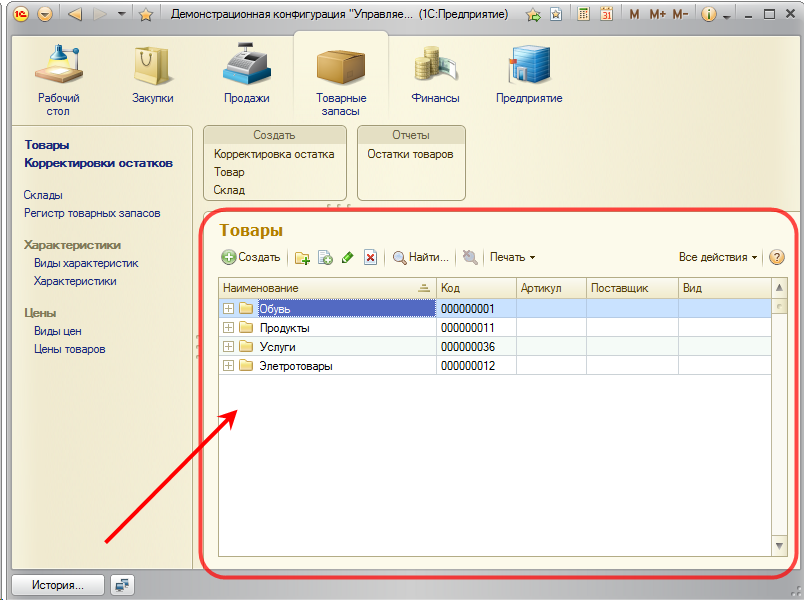 1С Демонстрационная конфигурация "Управляе... (1С:Предприятие) 31 M M+ M-
Рабочий
стол
Закупки
Продажи
Товарные
запасы
Финансы
Предприятие
Товары
Корректировки остатков
Склады
Регистр товарных запасов
Характеристики
Виды характеристик
Характеристики
Цены
Виды цен
Цены товаров
Создать
Корректировка остатка
Товар
Склад
Отчеты
Остатки товаров
Товары
Создать Найти... Печать Все действия ?
Наименование Код Артикул Поставщик Вид
Обувь 000000001
Продукты 000000011
Услуги 000000036
Элетротовары 000000012
История...